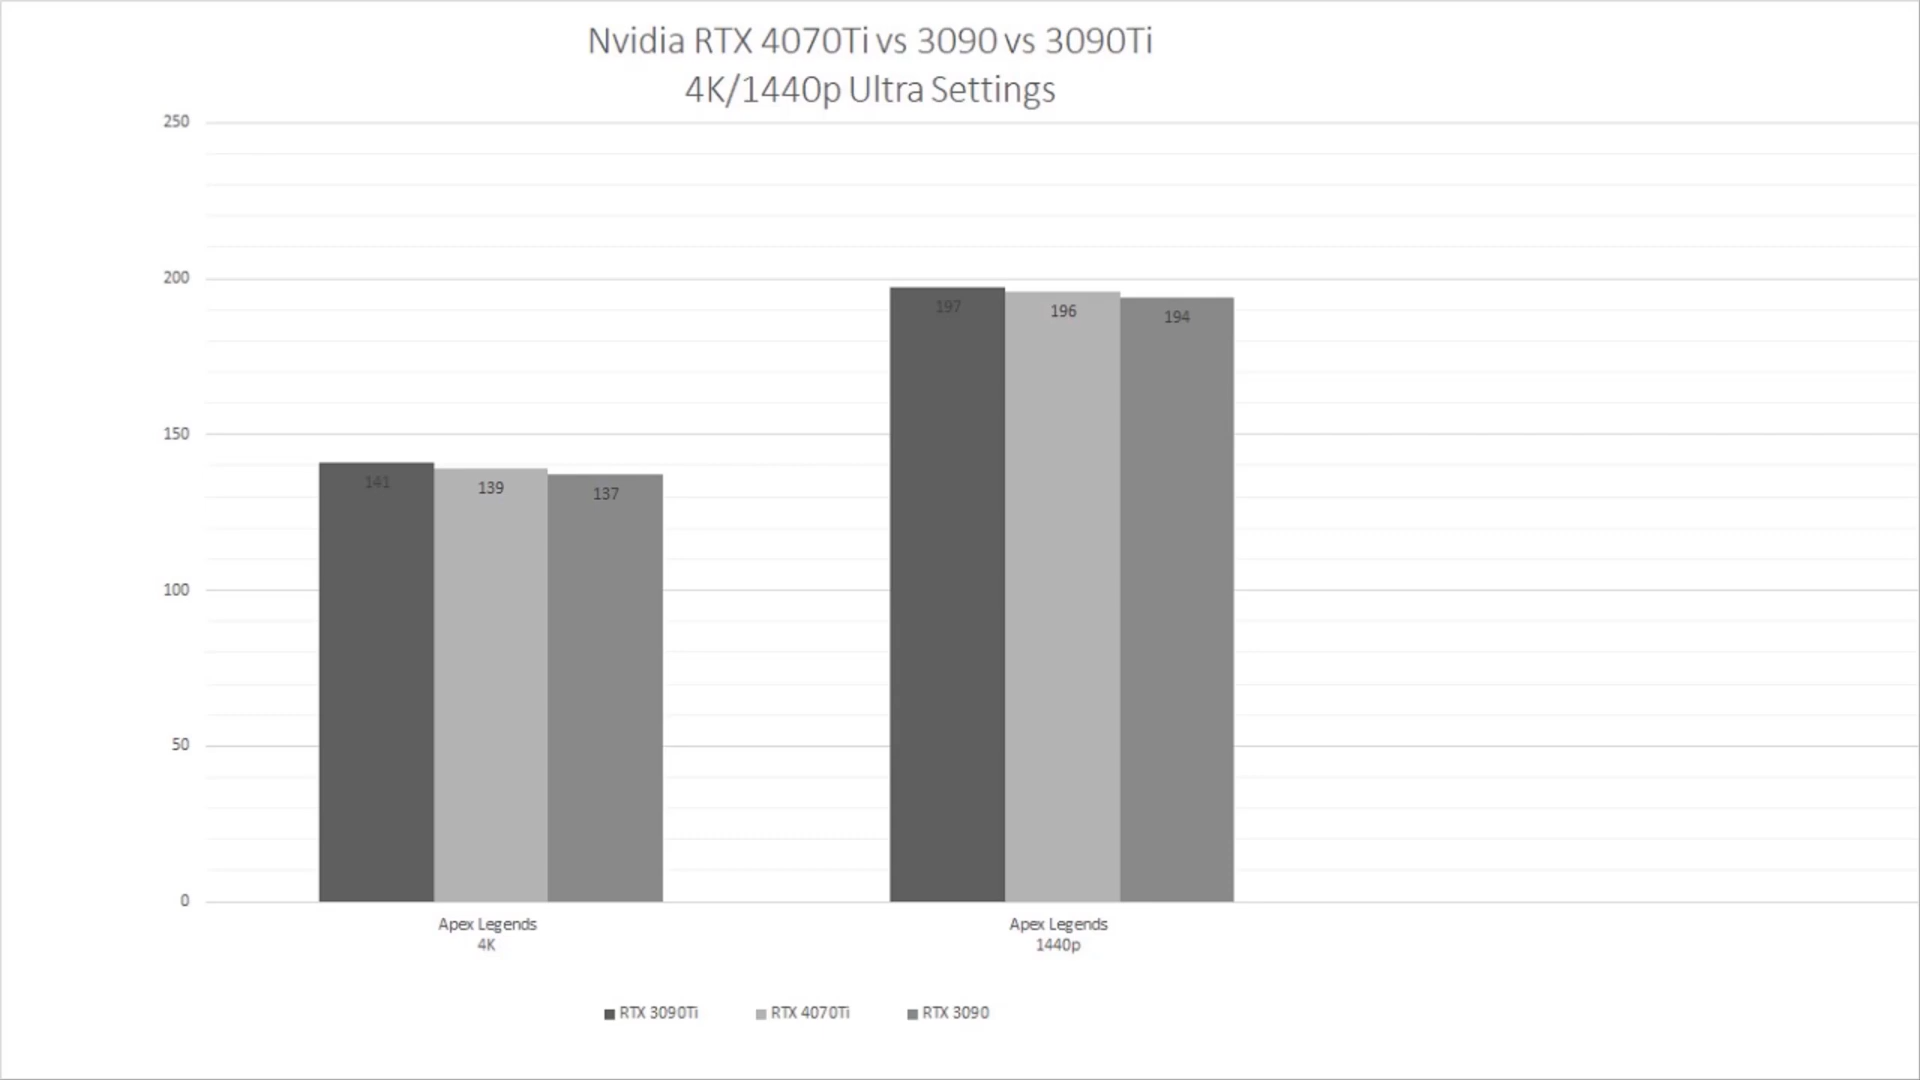 Nvidia RTX 4070Ti vs 3090 vs 3090Ti
4K/1440p Ultra Settings
250
200
150
100
50
0
141
139
137
197
196
194
Apex Legends
4K
Apex Legends
1440p
RTX 3090Ti
RTX 4070Ti
RTX 3090